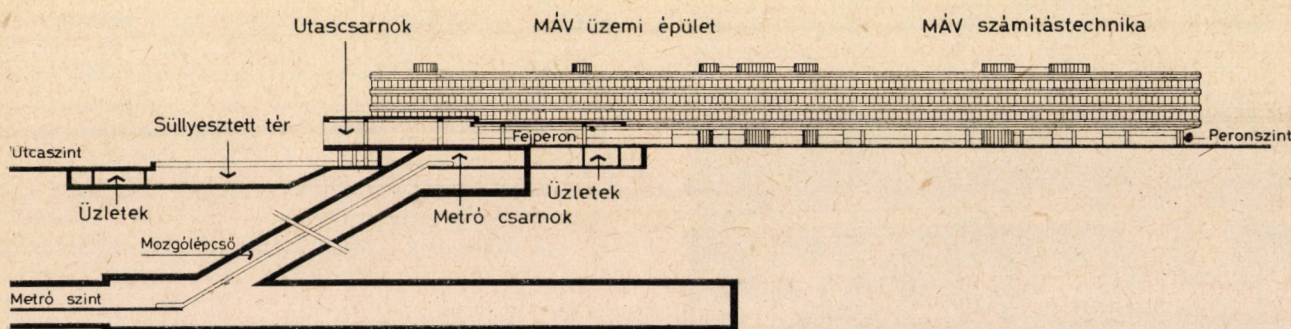 Utascsarnok
MÁV üzemi épület
MÁV számítástechnika
Süllyesztett tér
Fejperon
Peronszint
Utcaszint
Üzletek
Metró csarnok
Üzletek
Mozgólépcső
Metró szint